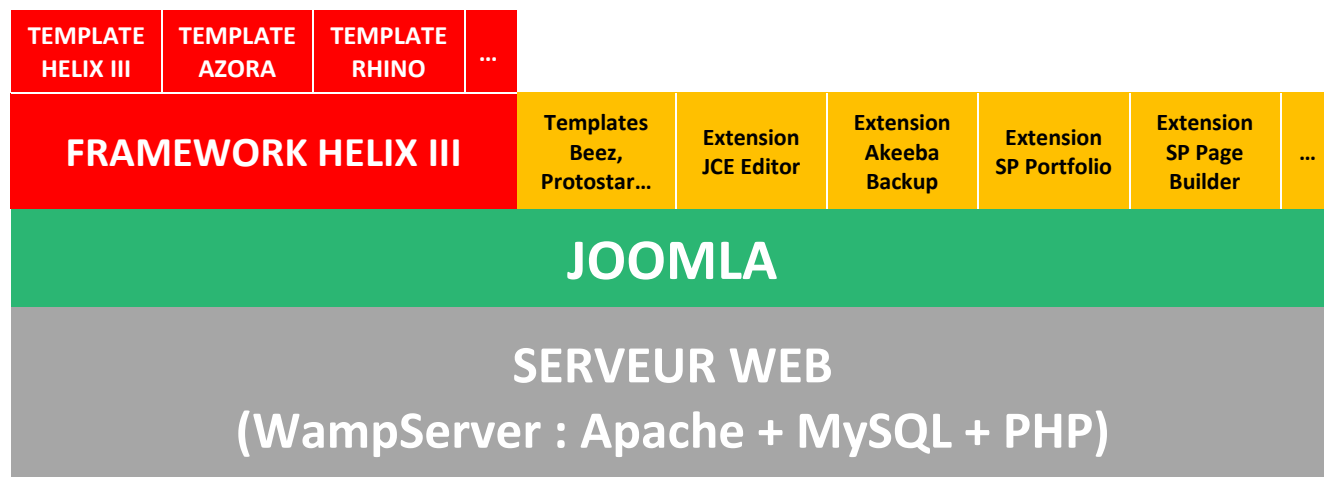 TEMPLATE
HELIX III
TEMPLATE
AZORA
TEMPLATE
RHINO
...
FRAMEWORK HELIX III
Templates
Beez,
Protostar...
Extension
JCE Editor
Extension
Akeeba
Backup
Extension
SP Portfolio
Extension
SP Page
Builder
...
JOOMLA
SERVEUR WEB
(WampServer : Apache + MySQL + PHP)